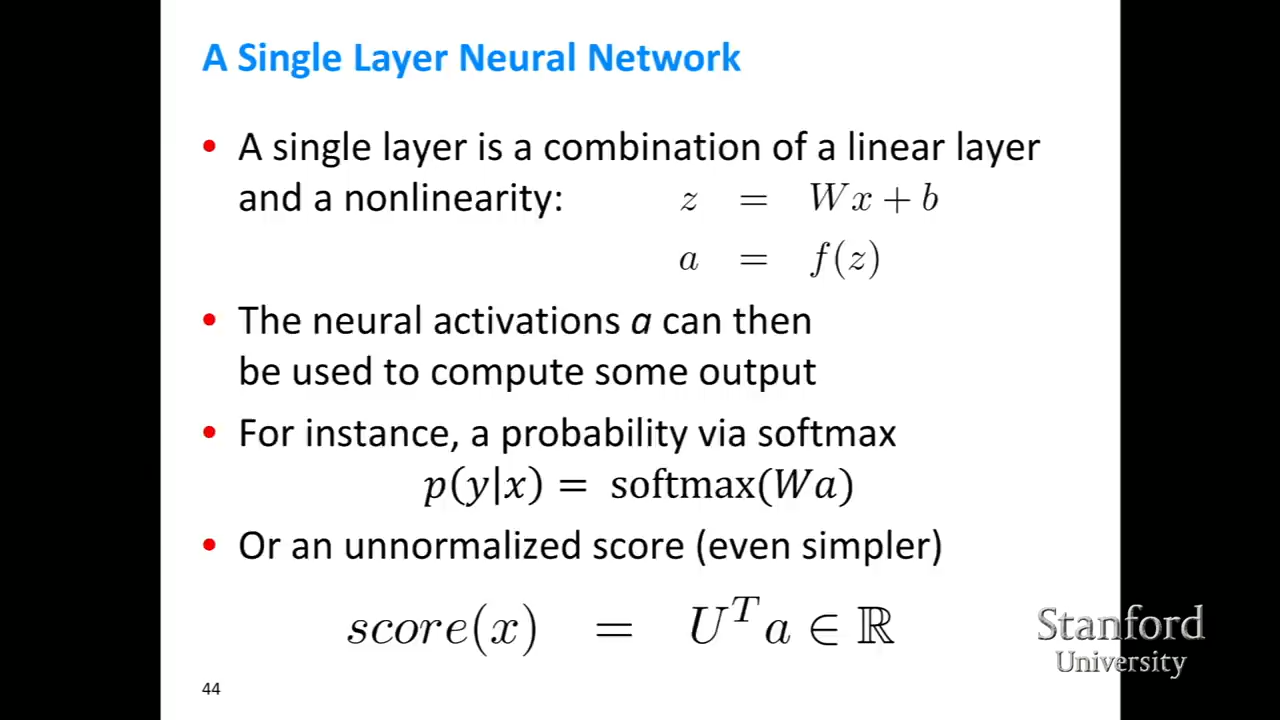 A Single Layer Neural Network
• A single layer is a combination of a linear layer
and a nonlinearity:
z = Wx + b
a = f(z)
• The neural activations a can then
be used to compute some output
• For instance, a probability via softmax
p(y|x) = softmax(Wa)
• Or an unnormalized score (even simpler)
score(x) = Uᵀa ∈ ℝ
Stanford
University
44